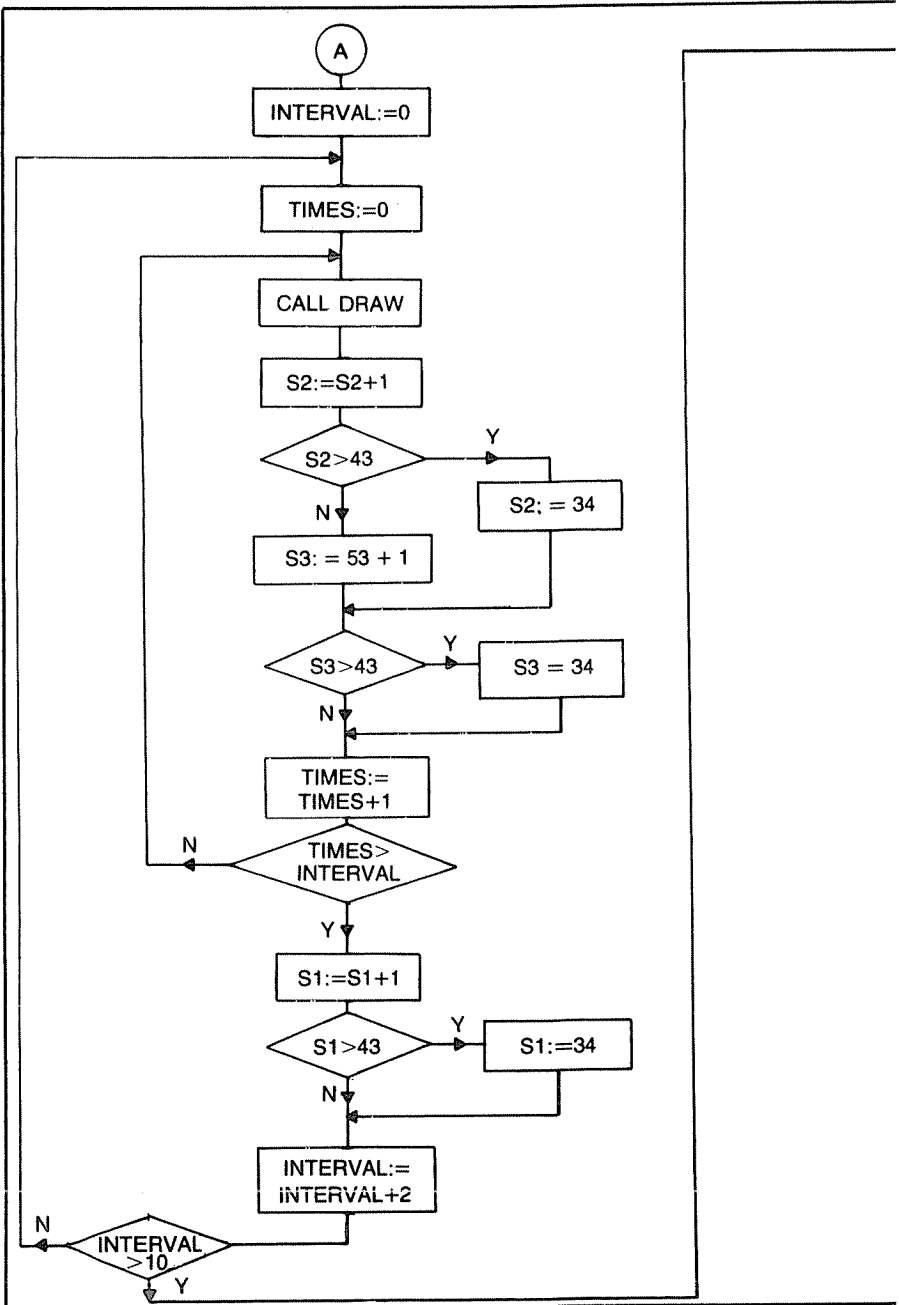 A
INTERVAL:=0
TIMES:=0
CALL DRAW
S2:=S2+1
S2>43
Y
S2; = 34
N
S3: = 53 + 1
S3>43
Y
S3 = 34
N
TIMES:=
TIMES+1
TIMES>
INTERVAL
N
Y
S1:=S1+1
S1>43
Y
S1:=34
N
INTERVAL:=
INTERVAL+2
INTERVAL
>10
N
Y